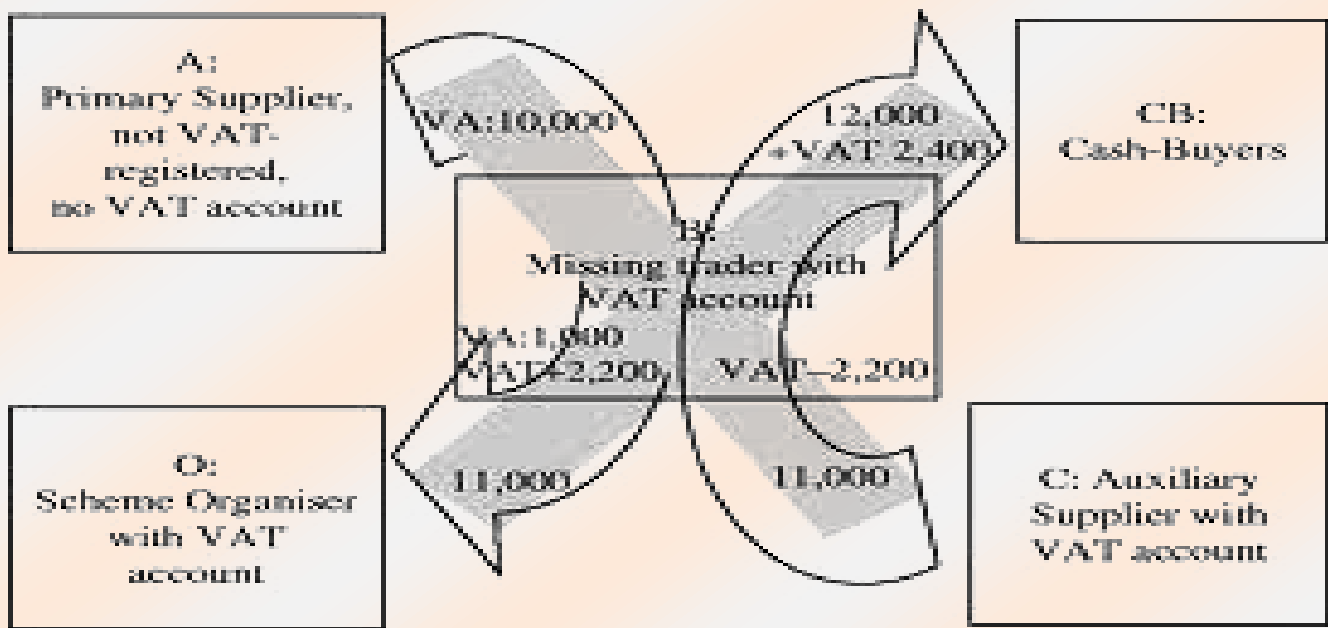 A:
Primary Supplier,
not VAT-
registered,
no VAT account
VA:10,000
12,000
+VAT 2,400
CB:
Cash-Buyers
B:
Missing trader with
VAT account
VA:1,000
VAT+2,200
VAT–2,200
O:
Scheme Organiser
with VAT
account
11,000
11,000
C: Auxiliary
Supplier with
VAT account